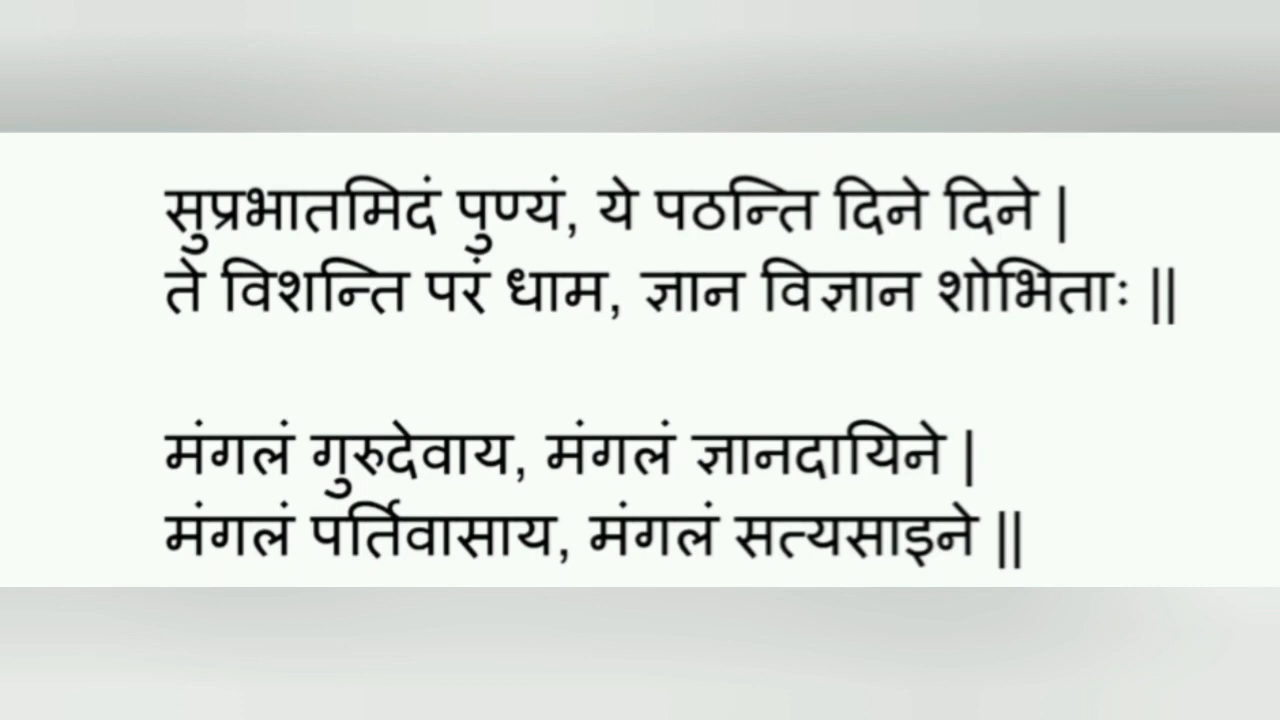 सुप्रभातमिदं पुण्यं, ये पठन्ति दिने दिने |
ते विशन्ति परं धाम, ज्ञान विज्ञान शोभिताः ||
मंगलं गुरुदेवाय, मंगलं ज्ञानदायिने |
मंगलं पर्तिवासाय, मंगलं सत्यसाइने ||